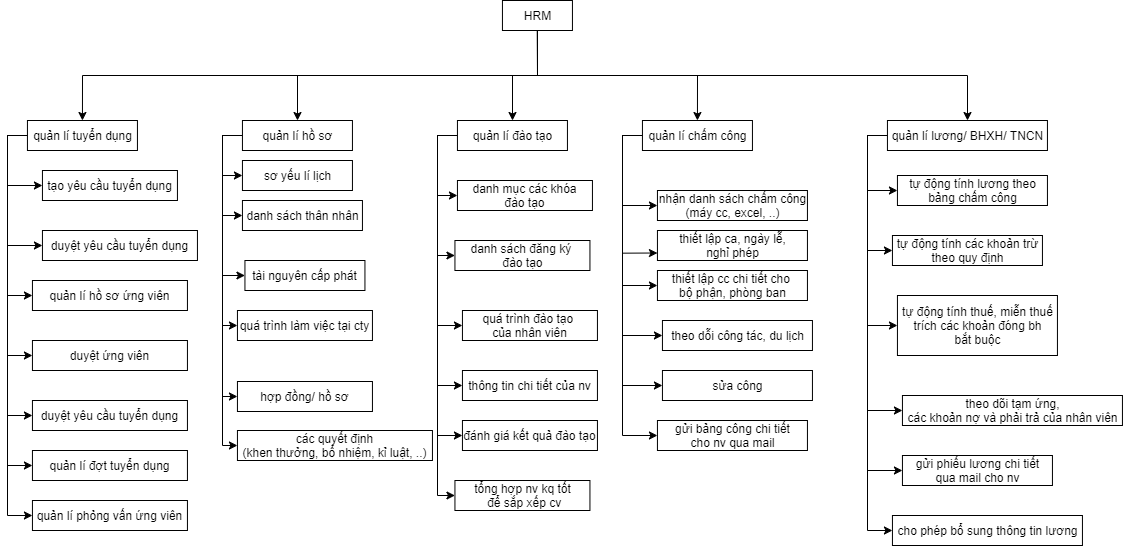 HRM
quản lí tuyển dụng
tạo yêu cầu tuyển dụng
duyệt yêu cầu tuyển dụng
quản lí hồ sơ ứng viên
duyệt ứng viên
duyệt yêu cầu tuyển dụng
quản lí đợt tuyển dụng
quản lí phỏng vấn ứng viên
quản lí hồ sơ
sơ yếu lí lịch
danh sách thân nhân
tài nguyên cấp phát
quá trình làm việc tại cty
hợp đồng/ hồ sơ
các quyết định
(khen thưởng, bổ nhiệm, kỉ luật, ..)
quản lí đào tạo
danh mục các khóa
đào tạo
danh sách đăng ký
đào tạo
quá trình đào tạo
của nhân viên
thông tin chi tiết của nv
đánh giá kết quả đào tạo
tổng hợp nv kq tốt
để sắp xếp cv
quản lí chấm công
nhận danh sách chấm công
(máy cc, excel, ..)
thiết lập ca, ngày lễ,
nghỉ phép
thiết lập cc chi tiết cho
bộ phận, phòng ban
theo dỗi công tác, du lịch
sửa công
gửi bảng công chi tiết
cho nv qua mail
quản lí lương/ BHXH/ TNCN
tự động tính lương theo
bảng chấm công
tự động tính các khoản trừ
theo quy định
tự động tính thuế, miễn thuế
trích các khoản đóng bh
bắt buộc
theo dõi tạm ứng,
các khoản nợ và phải trả của nhân viên
gửi phiếu lương chi tiết
qua mail cho nv
cho phép bổ sung thông tin lương